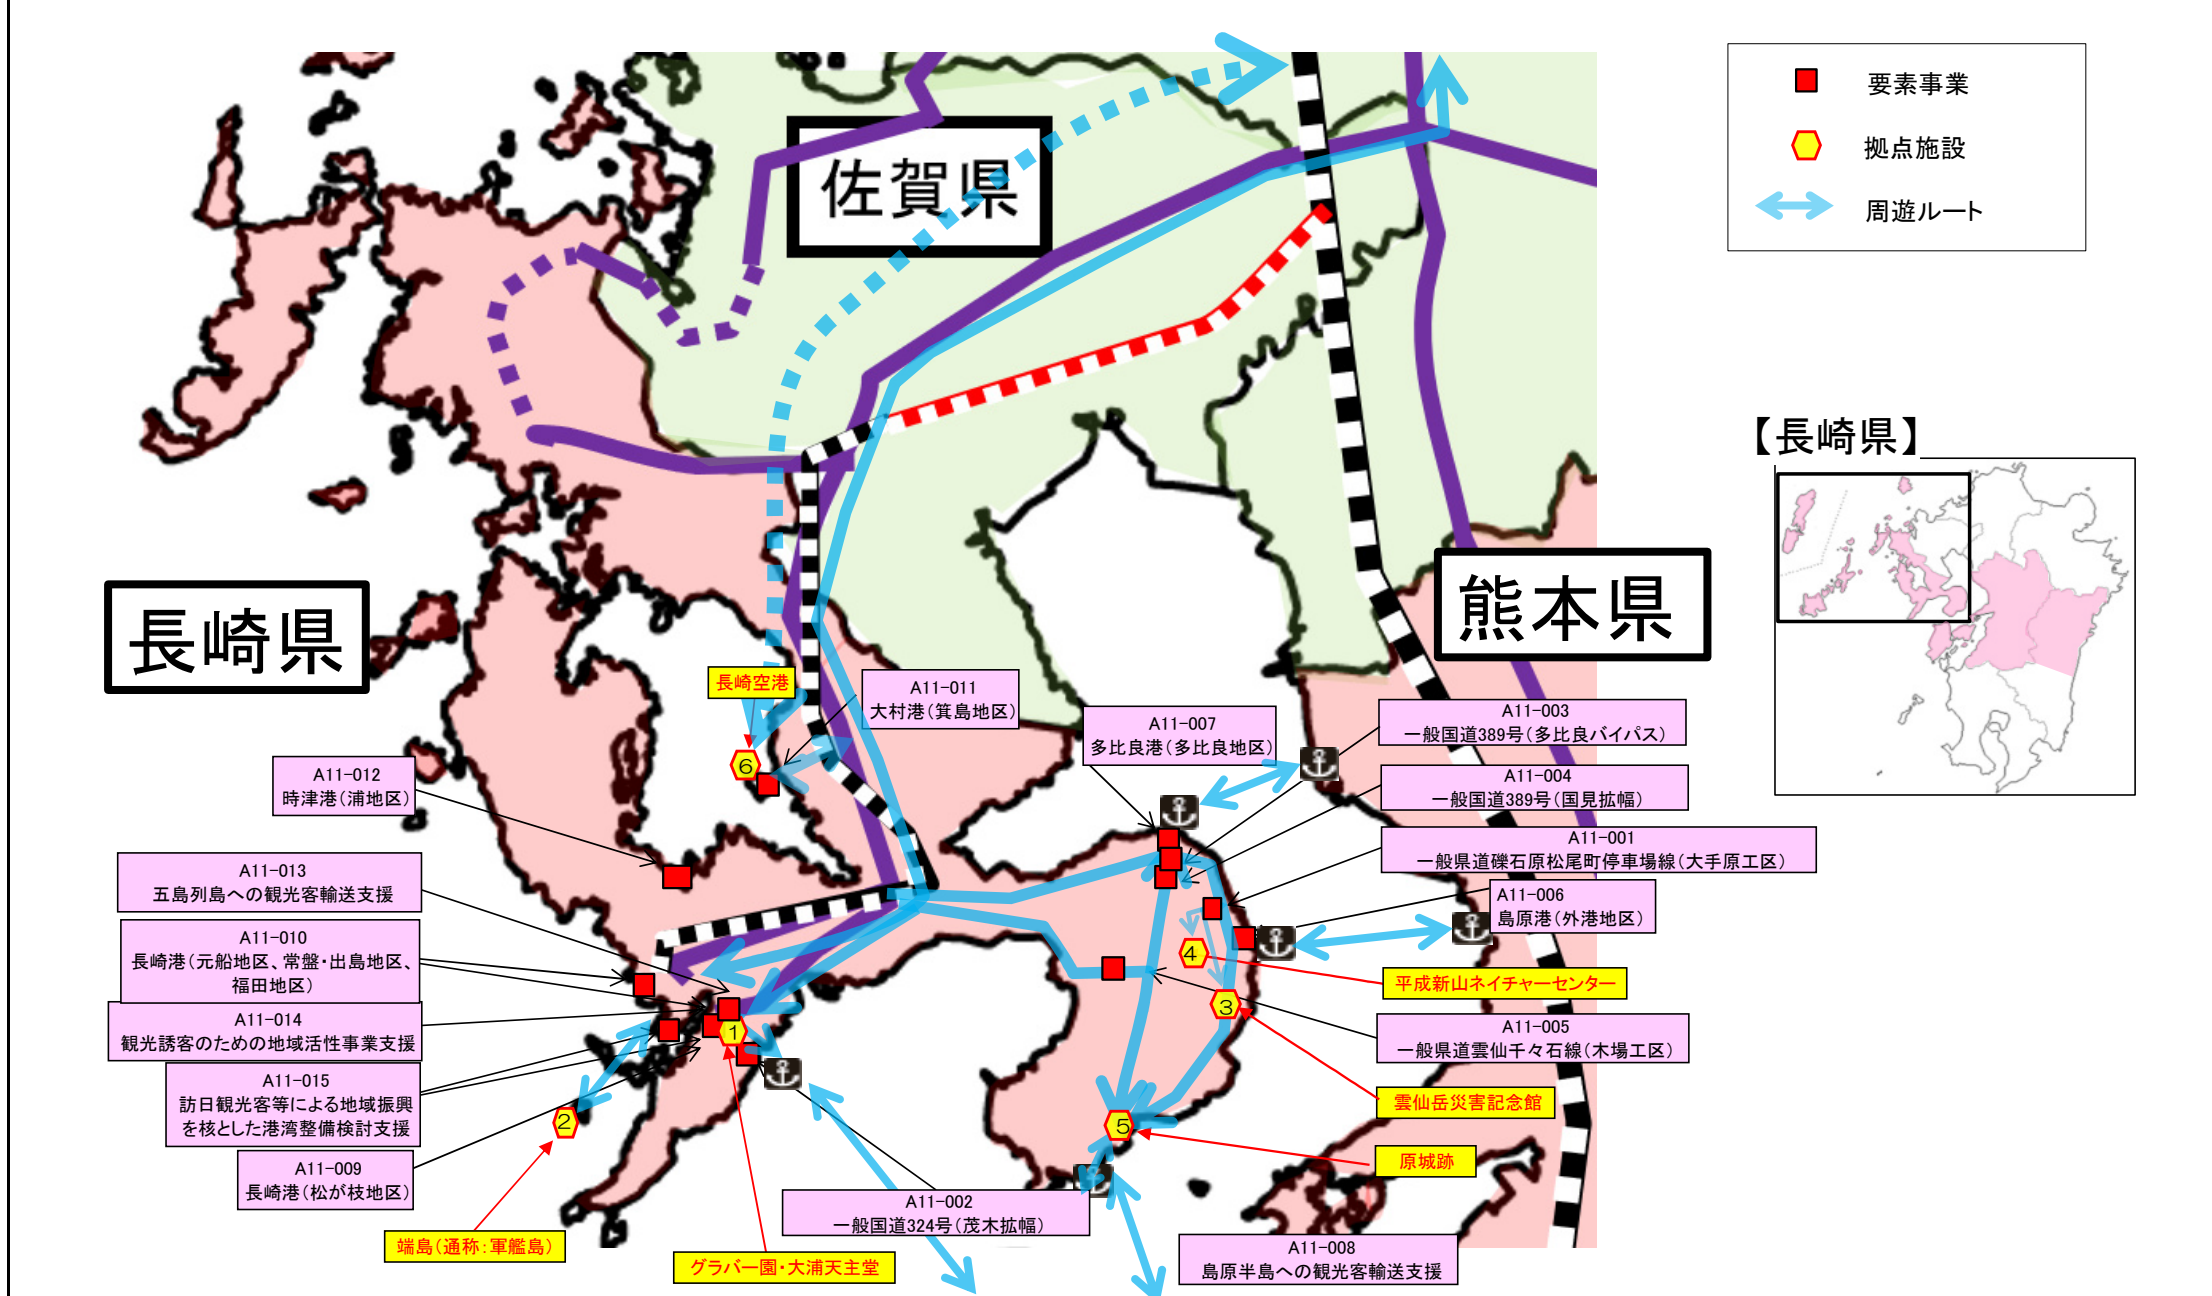 要素事業
拠点施設
周遊ルート
佐賀県
【長崎県】
長崎県
熊本県
長崎空港
A11-011
大村港(箕島地区)
A11-007
多比良港(多比良地区)
A11-003
一般国道389号(多比良バイパス)
A11-004
一般国道389号(国見拡幅)
A11-012
時津港(浦地区)
6
A11-001
一般県道礫石原松尾町停車場線(大手原工区)
A11-013
五島列島への観光客輸送支援
A11-006
島原港(外港地区)
A11-010
長崎港(元船地区、常盤・出島地区、
福田地区)
4
平成新山ネイチャーセンター
3
A11-014
観光誘客のための地域活性事業支援
1
A11-005
一般県道雲仙千々石線(木場工区)
A11-015
訪日観光客等による地域振興
を核とした港湾整備検討支援
2
5
雲仙岳災害記念館
A11-009
長崎港(松が枝地区)
原城跡
A11-002
一般国道324号(茂木拡幅)
端島(通称:軍艦島)
グラバー園・大浦天主堂
A11-008
島原半島への観光客輸送支援